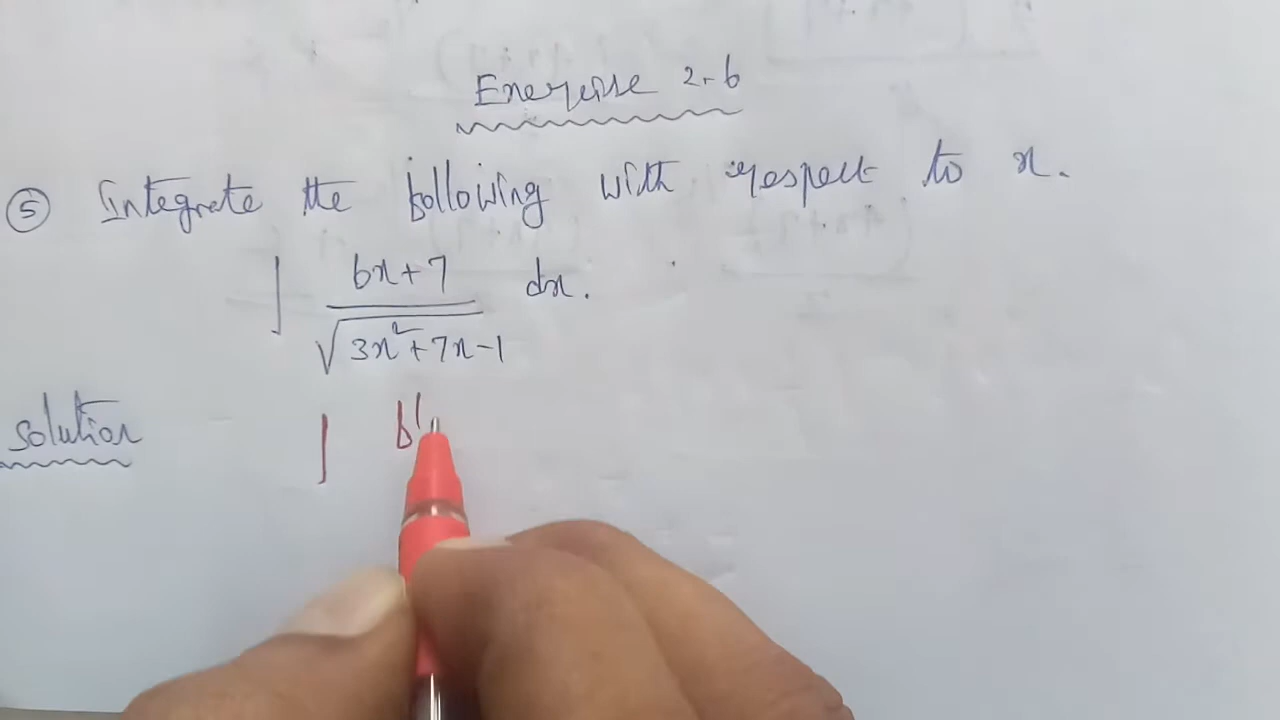 Exercise 2.6
⑤ Integrate the following with respect to x.
∫ 6x+7 / √3x²+7x-1 dx.
Solution ∫ f'